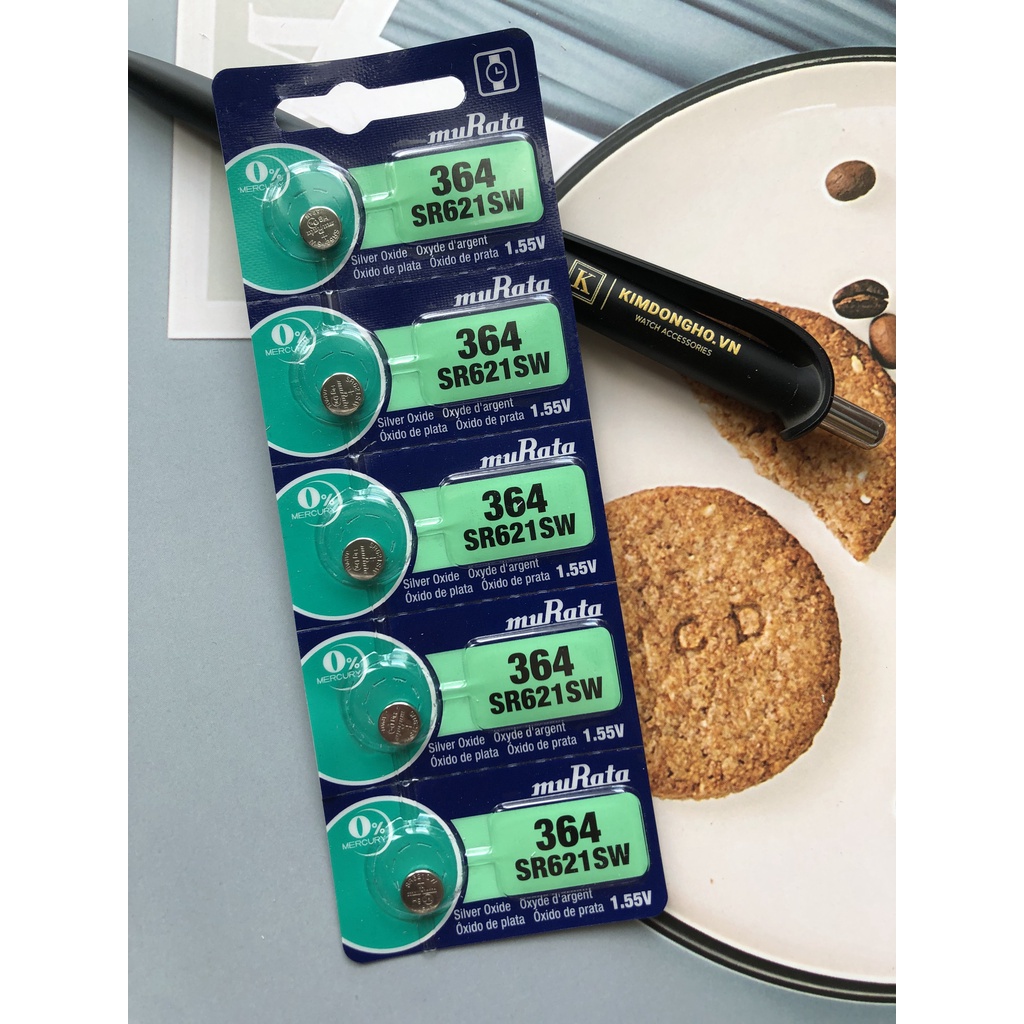 muRata
0%
MERCURY
364
SR621SW
Silver Oxide Oxyde d'argent
Óxido de plata Óxido de prata 1.55V
muRata
0%
MERCURY
364
SR621SW
Silver Oxide Oxyde d'argent
Óxido de plata Óxido de prata 1.55V
K
KIMDONGHO.VN
WATCH ACCESSORIES
muRata
0%
MERCURY
364
SR621SW
Silver Oxide Oxyde d'argent
Óxido de plata Óxido de prata 1.55V
muRata
0%
MERCURY
364
SR621SW
Silver Oxide Oxyde d'argent
Óxido de plata Óxido de prata 1.55V
muRata
0%
MERCURY
364
SR621SW
Silver Oxide Oxyde d'argent
Óxido de plata Óxido de prata 1.55V